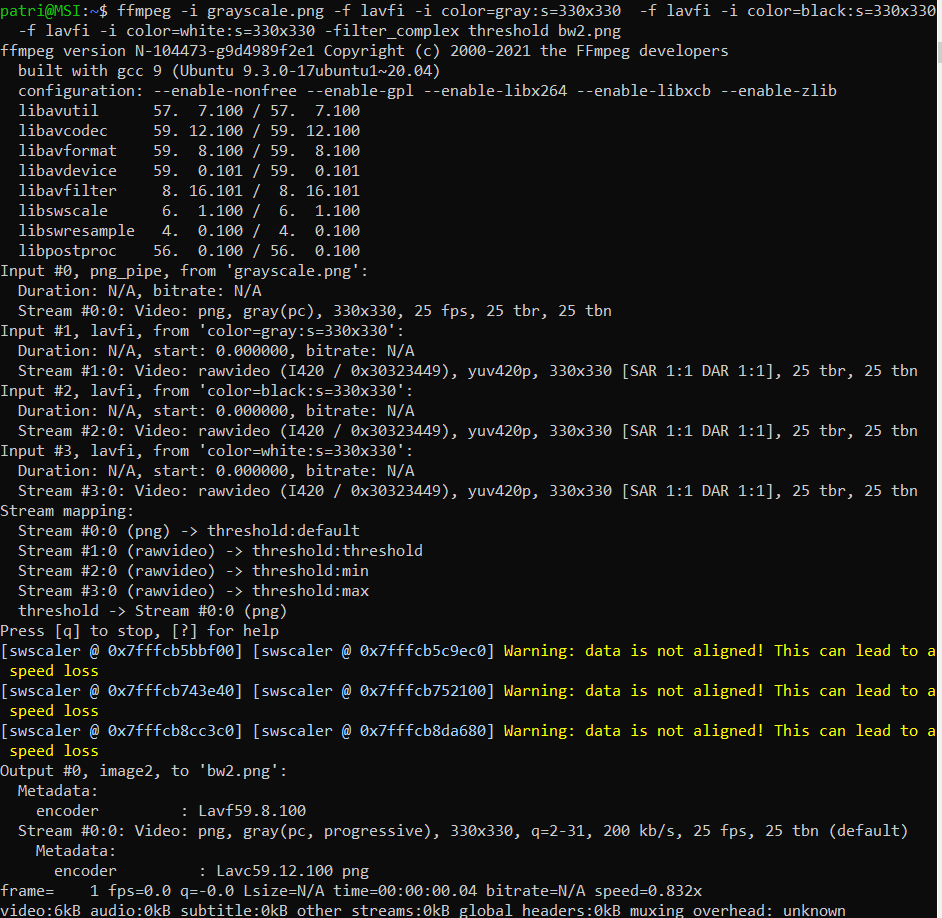 patri@MSI:~$ ffmpeg -i grayscale.png -f lavfi -i color=gray:s=330x330  -f lavfi -i color=black:s=330x330
  -f lavfi -i color=white:s=330x330 -filter_complex threshold bw2.png
ffmpeg version N-104473-g9d4989f2e1 Copyright (c) 2000-2021 the FFmpeg developers
  built with gcc 9 (Ubuntu 9.3.0-17ubuntu1~20.04)
  configuration: --enable-nonfree --enable-gpl --enable-libx264 --enable-libxcb --enable-zlib
  libavutil      57.  7.100 / 57.  7.100
  libavcodec     59. 12.100 / 59. 12.100
  libavformat    59.  8.100 / 59.  8.100
  libavdevice    59.  0.101 / 59.  0.101
  libavfilter     8. 16.101 /  8. 16.101
  libswscale      6.  1.100 /  6.  1.100
  libswresample   4.  0.100 /  4.  0.100
  libpostproc    56.  0.100 / 56.  0.100
Input #0, png_pipe, from 'grayscale.png':
  Duration: N/A, bitrate: N/A
  Stream #0:0: Video: png, gray(pc), 330x330, 25 fps, 25 tbr, 25 tbn
Input #1, lavfi, from 'color=gray:s=330x330':
  Duration: N/A, start: 0.000000, bitrate: N/A
  Stream #1:0: Video: rawvideo (I420 / 0x30323449), yuv420p, 330x330 [SAR 1:1 DAR 1:1], 25 tbr, 25 tbn
Input #2, lavfi, from 'color=black:s=330x330':
  Duration: N/A, start: 0.000000, bitrate: N/A
  Stream #2:0: Video: rawvideo (I420 / 0x30323449), yuv420p, 330x330 [SAR 1:1 DAR 1:1], 25 tbr, 25 tbn
Input #3, lavfi, from 'color=white:s=330x330':
  Duration: N/A, start: 0.000000, bitrate: N/A
  Stream #3:0: Video: rawvideo (I420 / 0x30323449), yuv420p, 330x330 [SAR 1:1 DAR 1:1], 25 tbr, 25 tbn
Stream mapping:
  Stream #0:0 (png) -> threshold:default
  Stream #1:0 (rawvideo) -> threshold:threshold
  Stream #2:0 (rawvideo) -> threshold:min
  Stream #3:0 (rawvideo) -> threshold:max
  threshold -> Stream #0:0 (png)
Press [q] to stop, [?] for help
[swscaler @ 0x7fffcb5bbf00] [swscaler @ 0x7fffcb5c9ec0] Warning: data is not aligned! This can lead to a
 speed loss
[swscaler @ 0x7fffcb743e40] [swscaler @ 0x7fffcb752100] Warning: data is not aligned! This can lead to a
 speed loss
[swscaler @ 0x7fffcb8cc3c0] [swscaler @ 0x7fffcb8da680] Warning: data is not aligned! This can lead to a
 speed loss
Output #0, image2, to 'bw2.png':
  Metadata:
    encoder         : Lavf59.8.100
  Stream #0:0: Video: png, gray(pc, progressive), 330x330, q=2-31, 200 kb/s, 25 fps, 25 tbn (default)
    Metadata:
      encoder         : Lavc59.12.100 png
frame=    1 fps=0.0 q=-0.0 Lsize=N/A time=00:00:00.04 bitrate=N/A speed=0.832x
video:6kB audio:0kB subtitle:0kB other streams:0kB global headers:0kB muxing overhead: unknown